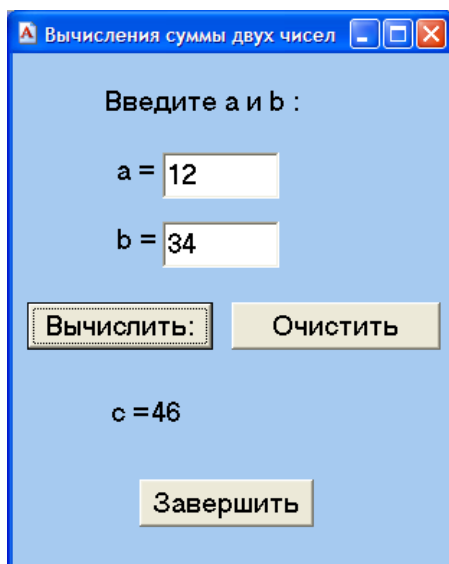 Вычисления суммы двух чисел
Введите a и b :
a = 12
b = 34
Вычислить: Очистить
c =46
Завершить